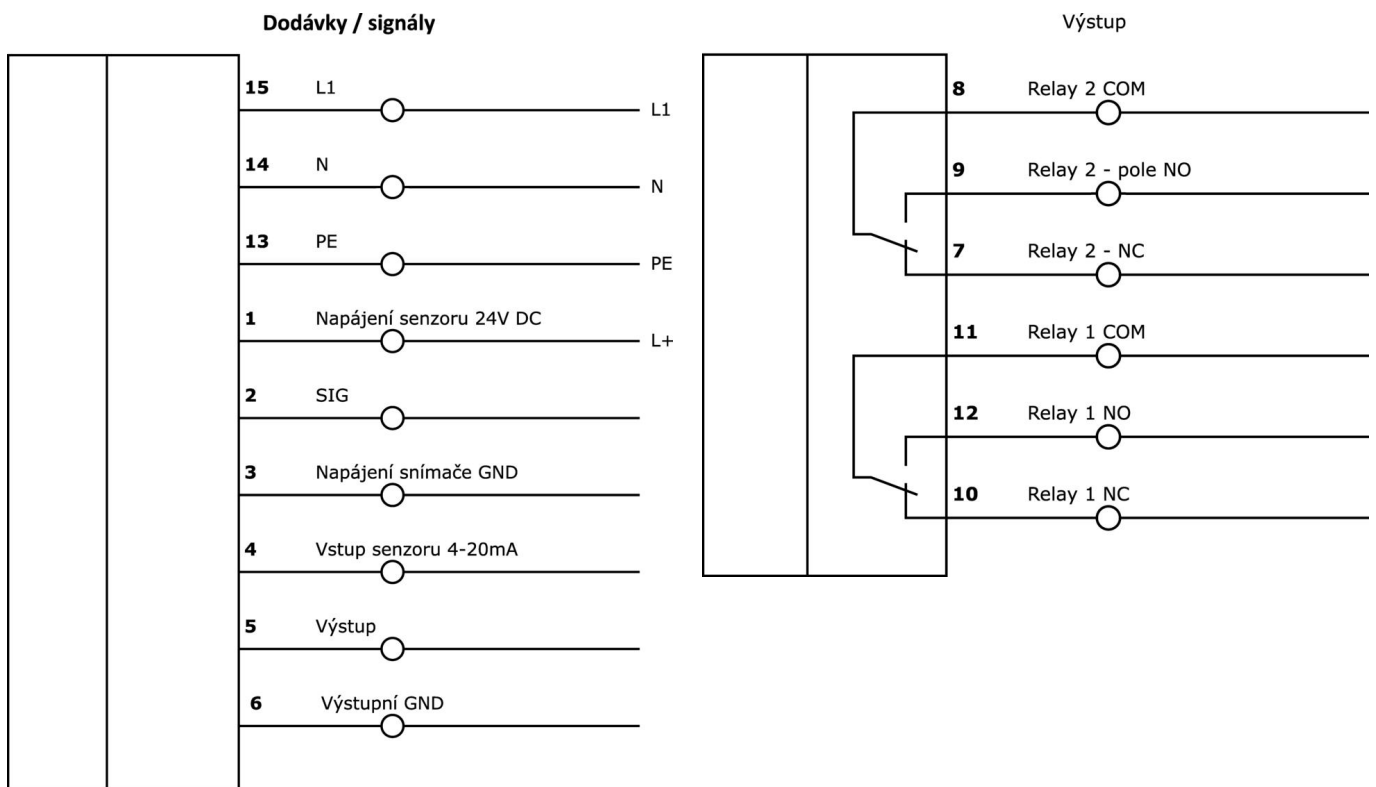 Dodávky / signály
15 L1
L1
14 N
N
13 PE
PE
1 Napájení senzoru 24V DC
L+
2 SIG
3 Napájení snímače GND
4 Vstup senzoru 4-20mA
5 Výstup
6 Výstupní GND
Výstup
8 Relay 2 COM
9 Relay 2 - pole NO
7 Relay 2 - NC
11 Relay 1 COM
12 Relay 1 NO
10 Relay 1 NC